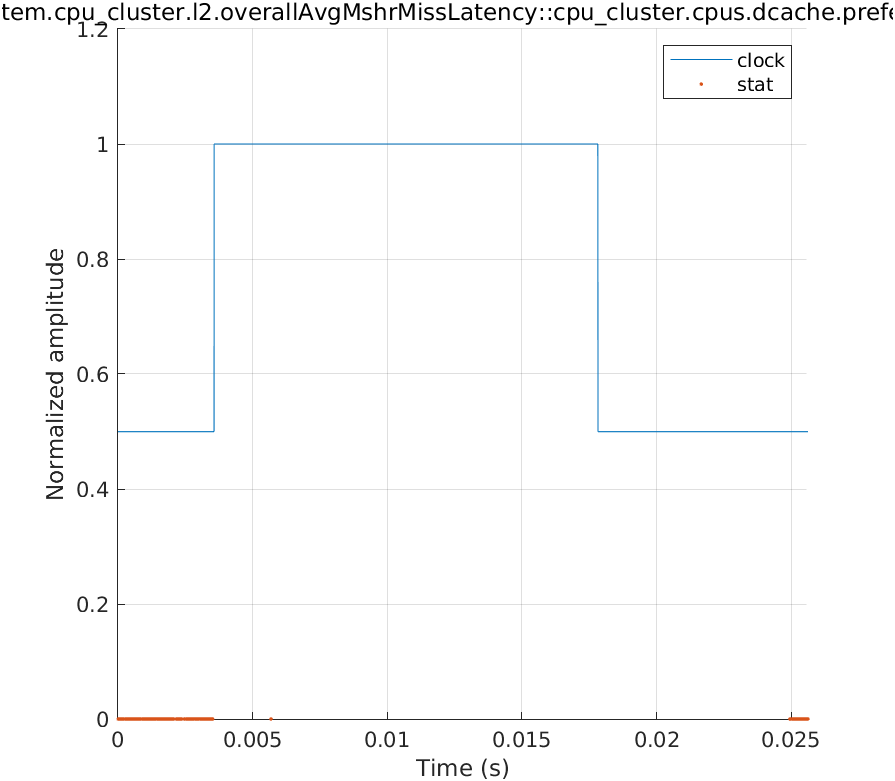 tem.cpu_cluster.l2.overallAvgMshrMissLatency::cpu_cluster.cpus.dcache.prefe
1.2
clock
stat
1
0.8
0.6
0.4
0.2
0
Normalized amplitude
0 0.005 0.01 0.015 0.02 0.025
Time (s)